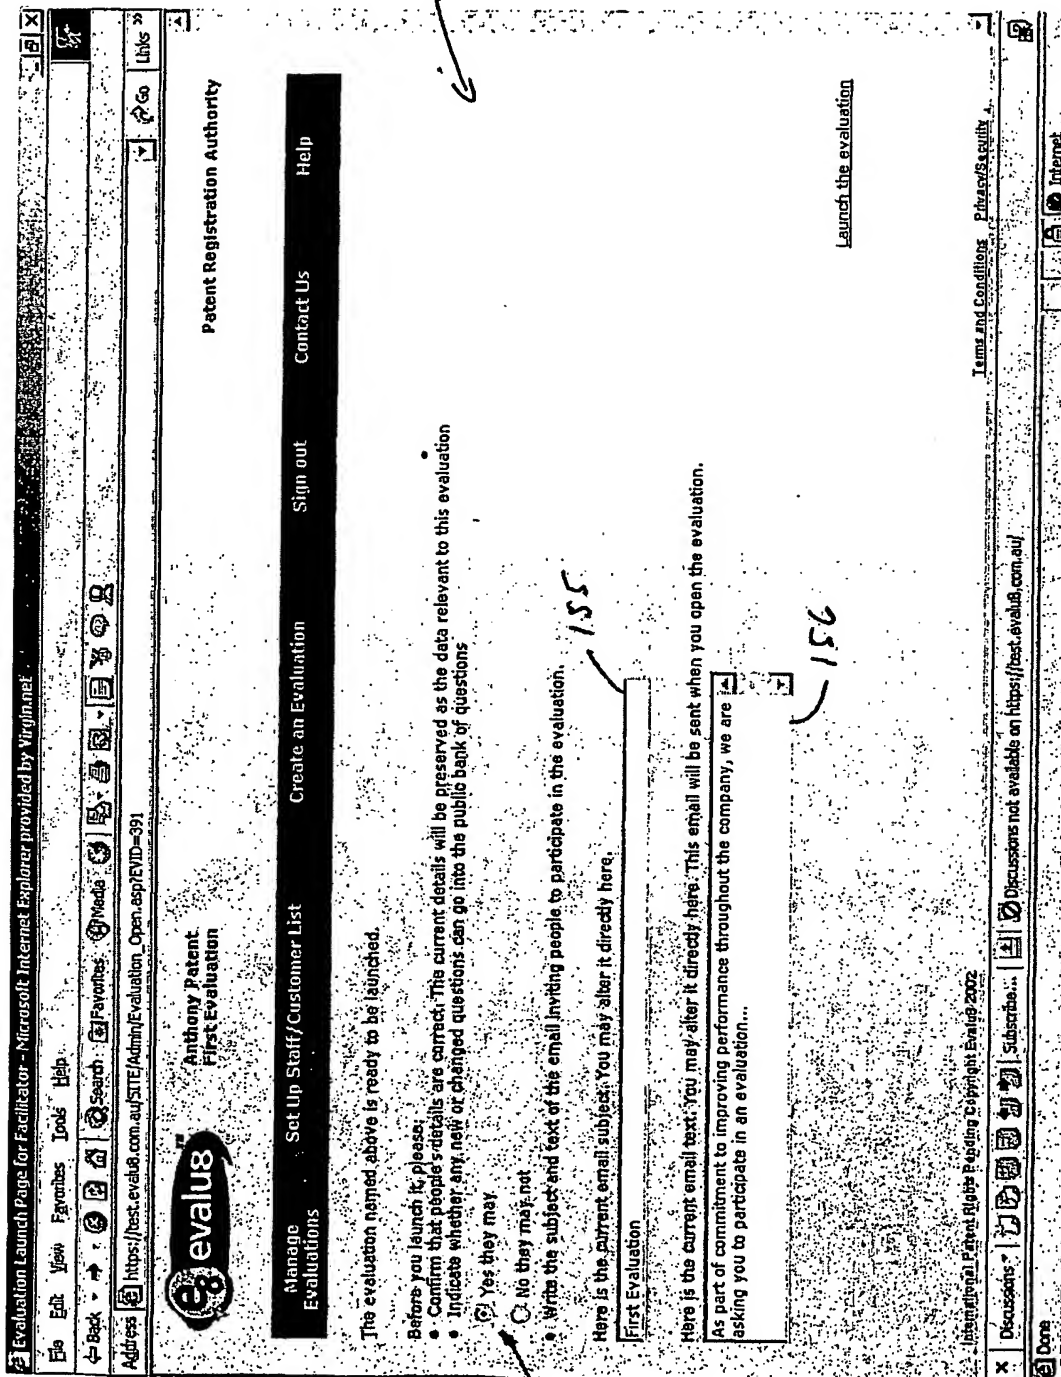 Evaluation Launch Page for Facilitator - Microsoft Internet Explorer provided by Virgin.net
File Edit View Favorites Tools Help
Back Search Favorites Media
Address https://test.evalu8.com.au/SITE/Admin/Evaluation_Open.asp?EVID=391 Go Links »
e8 evalu8 ™
Anthony Patent
First Evaluation
Patent Registration Authority
Manage Evaluations Set Up Staff/Customer List Create an Evaluation Sign out Contact Us Help
The evaluation named above is ready to be launched.
Before you launch it, please:
• Confirm that people's details are correct. The current details will be preserved as the data relevant to this evaluation
• Indicate whether any new or changed questions can go into the public bank of questions
Yes they may
No they may not
• Write the subject and text of the email inviting people to participate in the evaluation.
155
Here is the current email subject. You may alter it directly here.
First Evaluation
Here is the current email text. You may alter it directly here. This email will be sent when you open the evaluation.
As part of commitment to improving performance throughout the company, we are
asking you to participate in an evaluation...
156
Launch the evaluation
International Patent Rights Pending Copyright Evalu8 2002
Terms and Conditions Privacy/Security
X Discussions Subscribe... Discussions not available on https://test.evalu8.com.au/
Done Internet